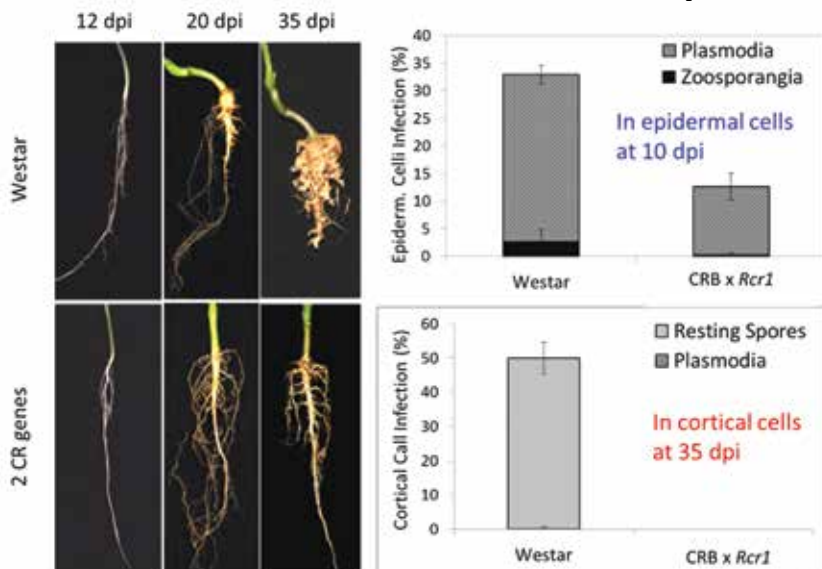 12 dpi 20 dpi 35 dpi
Westar
2 CR genes
Epiderm. Celli Infection (%)
40
35
30
25
20
15
10
5
0
Plasmodia
Zoosporangia
In epidermal cells
at 10 dpi
Westar CRB x Rcr1
Cortical Call Infection (%)
60
50
40
30
20
10
0
Resting Spores
Plasmodia
In cortical cells
at 35 dpi
Westar CRB x Rcr1